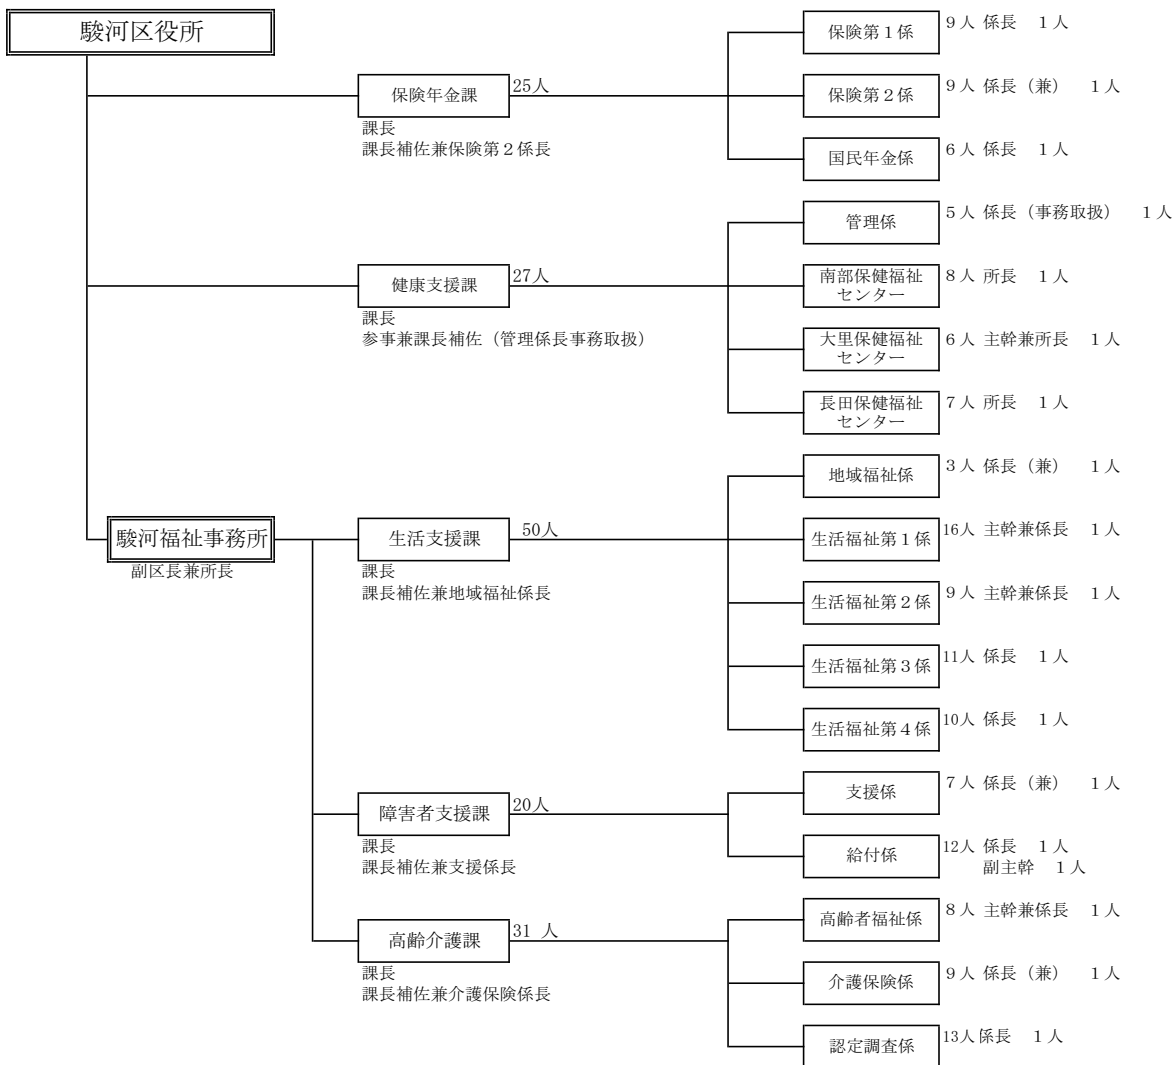 駿河区役所
保険第１係
9人 係長　１人
保険年金課
25人
保険第２係
9人 係長（兼）　１人
課長
課長補佐兼保険第２係長
国民年金係
６人 係長　１人
管理係
５人 係長（事務取扱）　１人
健康支援課
27人
南部保健福祉
センター
８人 所長　１人
課長
参事兼課長補佐（管理係長事務取扱）
大里保健福祉
センター
６人 主幹兼所長　１人
長田保健福祉
センター
７人 所長　１人
地域福祉係
３人 係長（兼）　１人
駿河福祉事務所
副区長兼所長
生活支援課
50人
生活福祉第１係
16人 主幹兼係長　１人
課長
課長補佐兼地域福祉係長
生活福祉第２係
９人 主幹兼係長　１人
生活福祉第３係
11人 係長　１人
生活福祉第４係
10人 係長　１人
支援係
７人 係長（兼）　１人
障害者支援課
20人
課長
課長補佐兼支援係長
給付係
12人 係長　１人
副主幹　１人
高齢者福祉係
８人 主幹兼係長　１人
高齢介護課
31 人
課長
課長補佐兼介護保険係長
介護保険係
９人 係長（兼）　１人
認定調査係
13人係長　１人